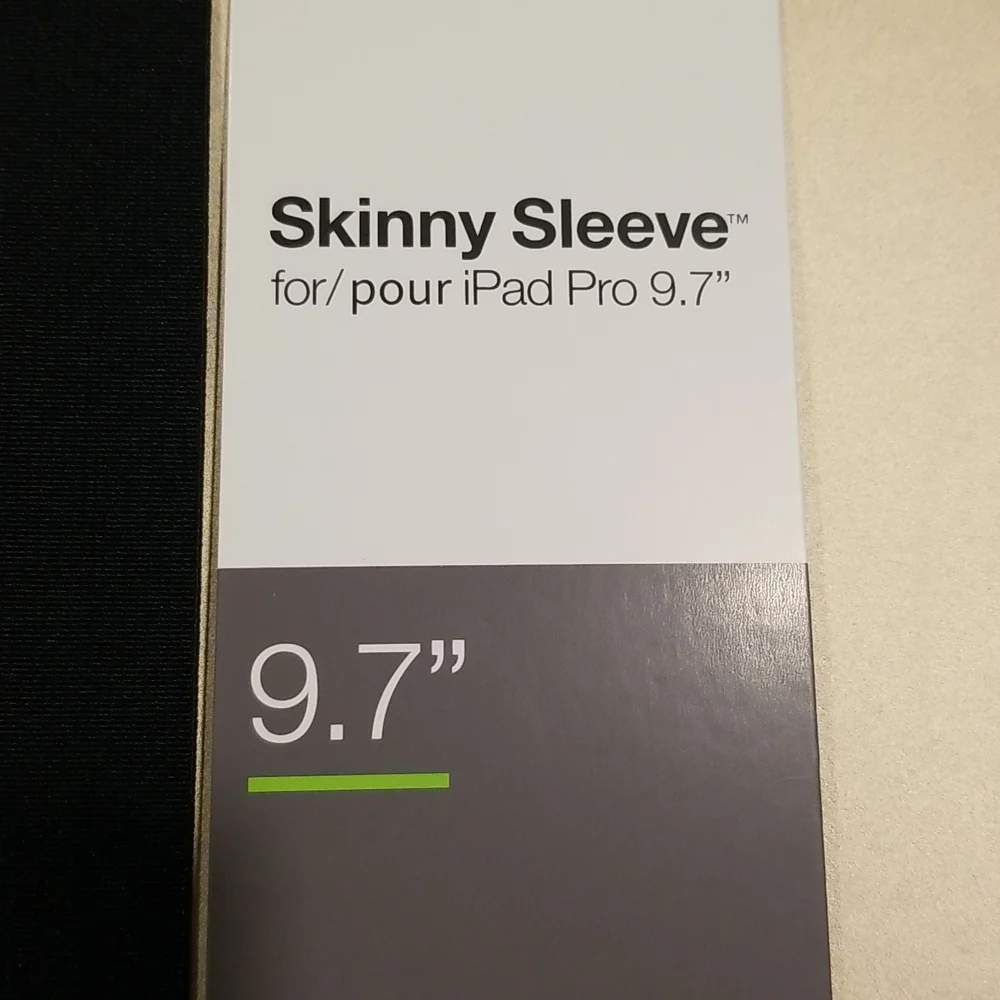 Skinny Sleeve™
for/pour iPad Pro 9.7”
9.7”